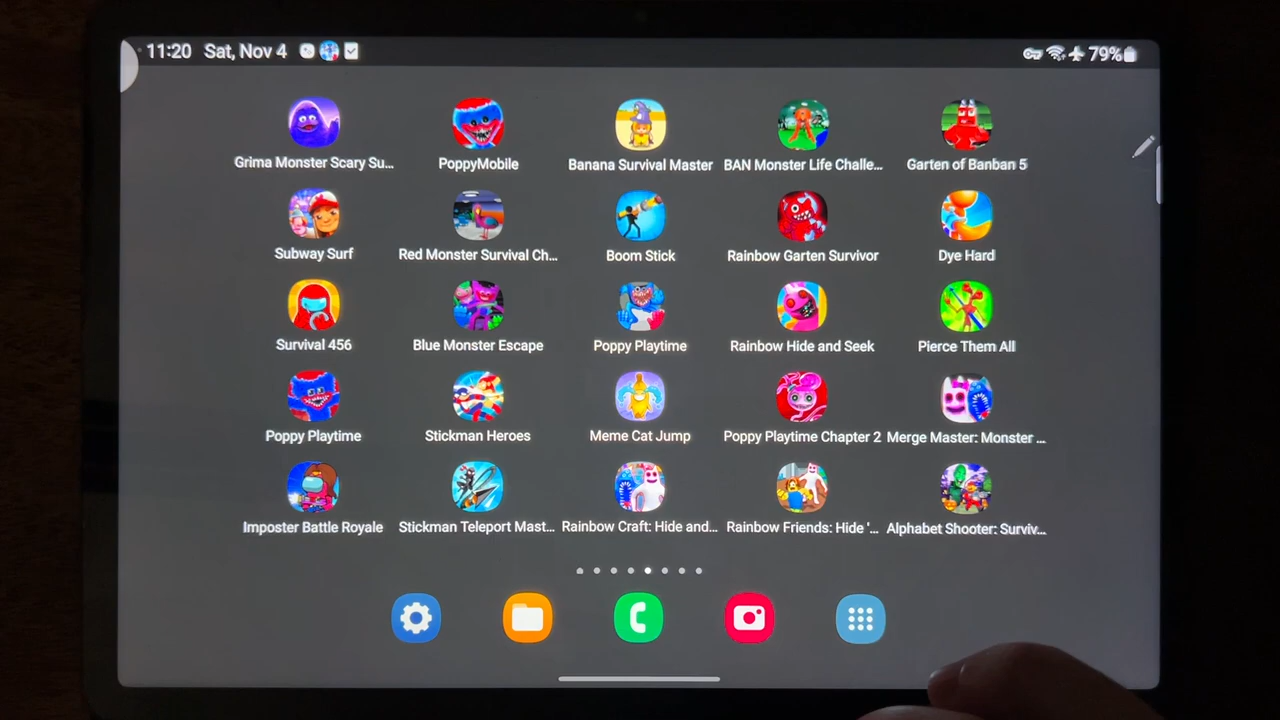 11:20 Sat, Nov 4
79%
Grima Monster Scary Su...
PoppyMobile
Banana Survival Master
BAN Monster Life Challe...
Garten of Banban 5
Subway Surf
Red Monster Survival Ch...
Boom Stick
Rainbow Garten Survivor
Dye Hard
Survival 456
Blue Monster Escape
Poppy Playtime
Rainbow Hide and Seek
Pierce Them All
Poppy Playtime
Stickman Heroes
Meme Cat Jump
Poppy Playtime Chapter 2
Merge Master: Monster ...
Imposter Battle Royale
Stickman Teleport Mast...
Rainbow Craft: Hide and...
Rainbow Friends: Hide '...
Alphabet Shooter: Surviv...